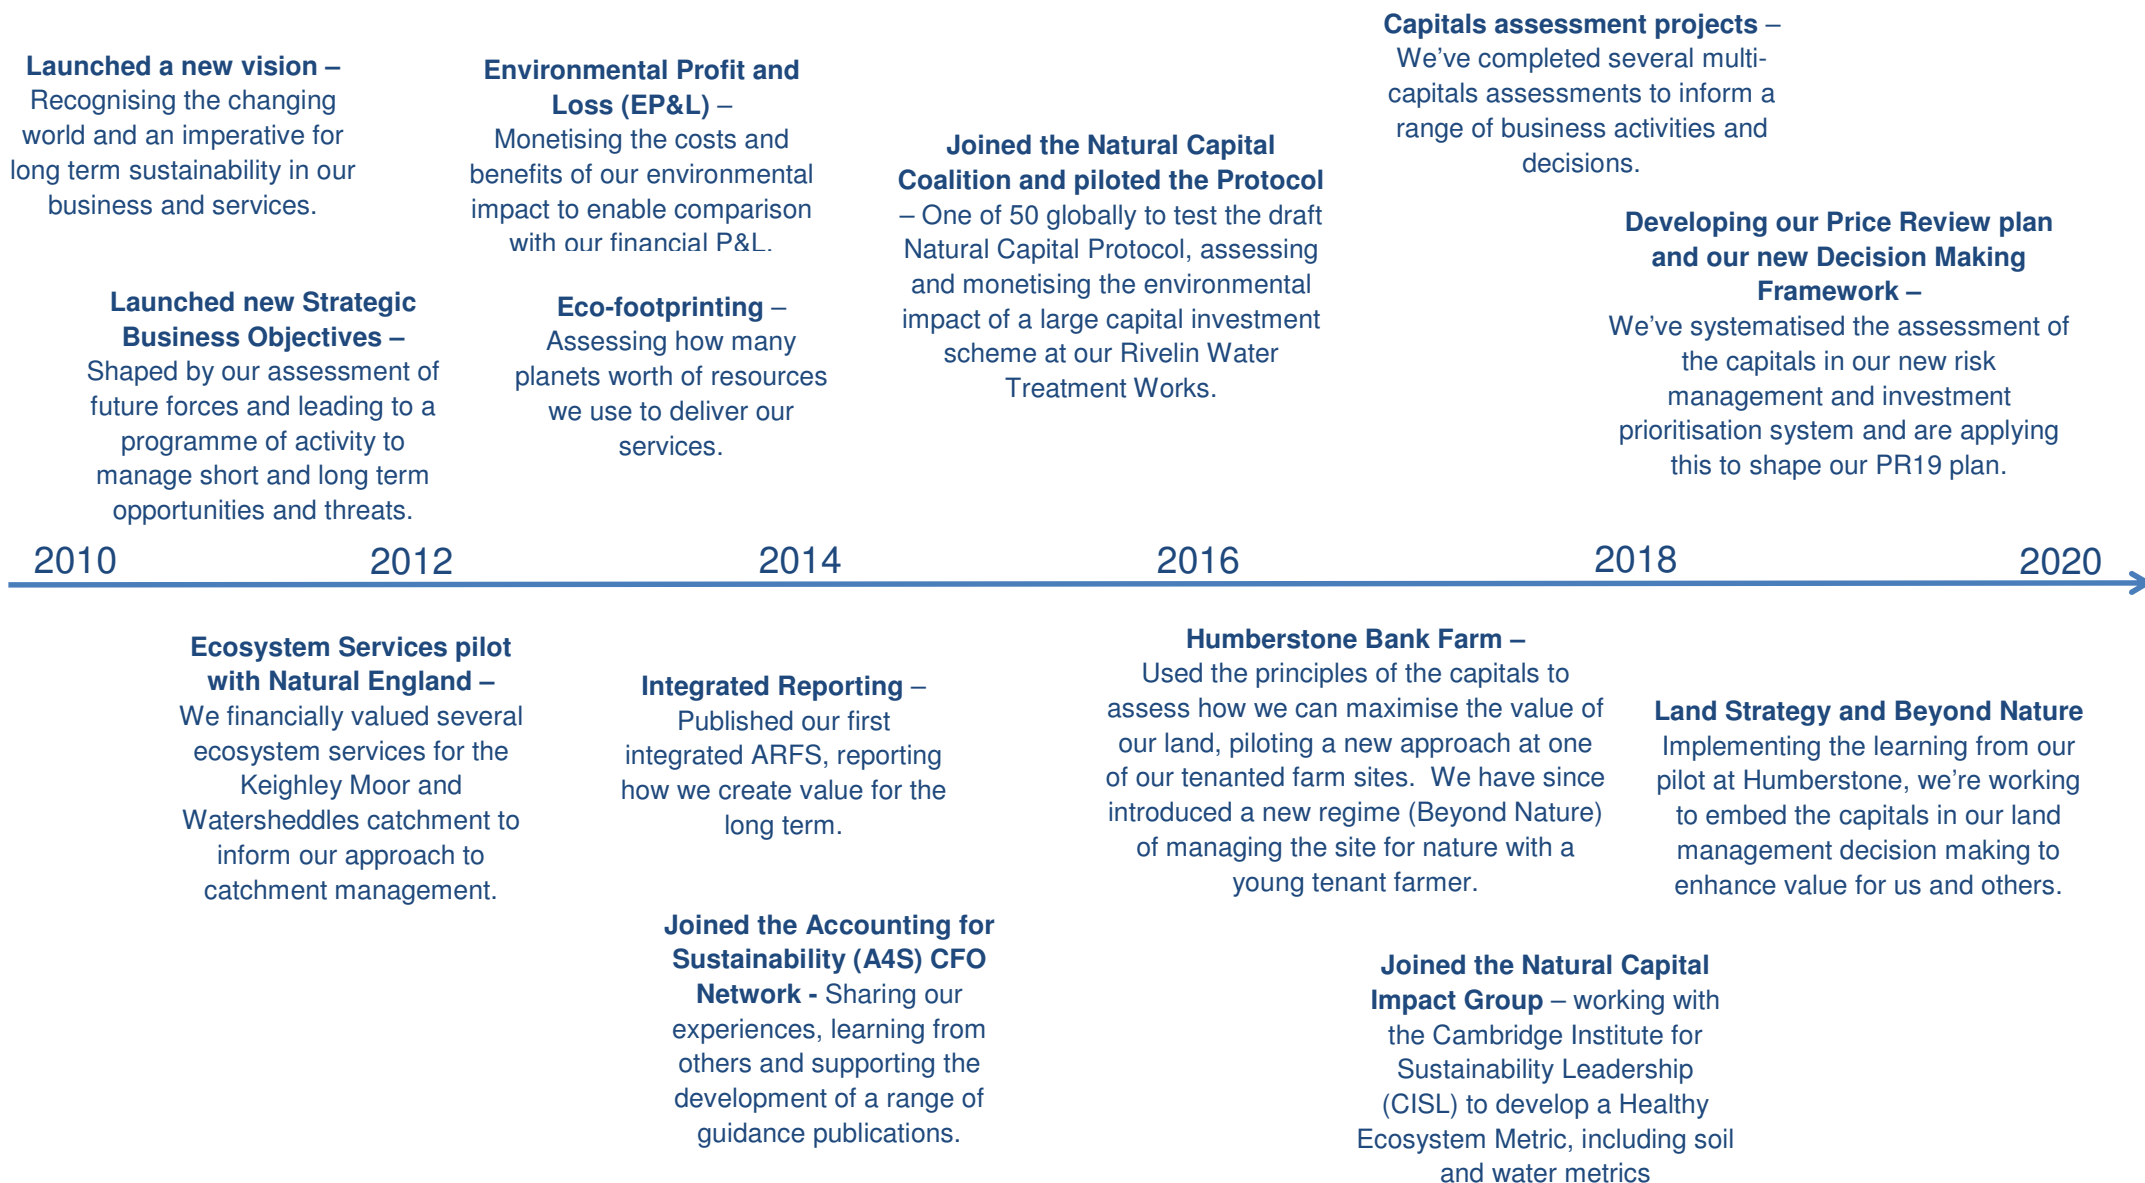 Launched a new vision –
Recognising the changing
world and an imperative for
long term sustainability in our
business and services.
Launched new Strategic
Business Objectives –
Shaped by our assessment of
future forces and leading to a
programme of activity to
manage short and long term
opportunities and threats.
Environmental Profit and
Loss (EP&L) –
Monetising the costs and
benefits of our environmental
impact to enable comparison
with our financial P&L.
Eco-footprinting –
Assessing how many
planets worth of resources
we use to deliver our
services.
Joined the Natural Capital
Coalition and piloted the Protocol
– One of 50 globally to test the draft
Natural Capital Protocol, assessing
and monetising the environmental
impact of a large capital investment
scheme at our Rivelin Water
Treatment Works.
Capitals assessment projects –
We’ve completed several multi-
capitals assessments to inform a
range of business activities and
decisions.
Developing our Price Review plan
and our new Decision Making
Framework –
We’ve systematised the assessment of
the capitals in our new risk
management and investment
prioritisation system and are applying
this to shape our PR19 plan.
2010 2012 2014 2016 2018 2020
Ecosystem Services pilot
with Natural England –
We financially valued several
ecosystem services for the
Keighley Moor and
Watersheddles catchment to
inform our approach to
catchment management.
Integrated Reporting –
Published our first
integrated ARFS, reporting
how we create value for the
long term.
Joined the Accounting for
Sustainability (A4S) CFO
Network - Sharing our
experiences, learning from
others and supporting the
development of a range of
guidance publications.
Humberstone Bank Farm –
Used the principles of the capitals to
assess how we can maximise the value of
our land, piloting a new approach at one
of our tenanted farm sites.  We have since
introduced a new regime (Beyond Nature)
of managing the site for nature with a
young tenant farmer.
Joined the Natural Capital
Impact Group – working with
the Cambridge Institute for
Sustainability Leadership
(CISL) to develop a Healthy
Ecosystem Metric, including soil
and water metrics
Land Strategy and Beyond Nature
Implementing the learning from our
pilot at Humberstone, we’re working
to embed the capitals in our land
management decision making to
enhance value for us and others.